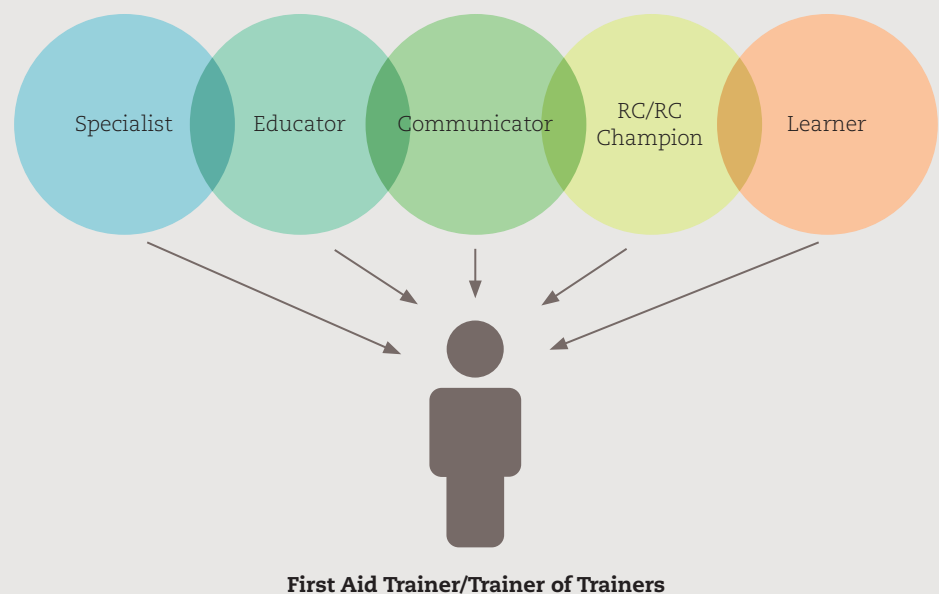 Specialist
Educator
Communicator
RC/RC
Champion
Learner
First Aid Trainer/Trainer of Trainers